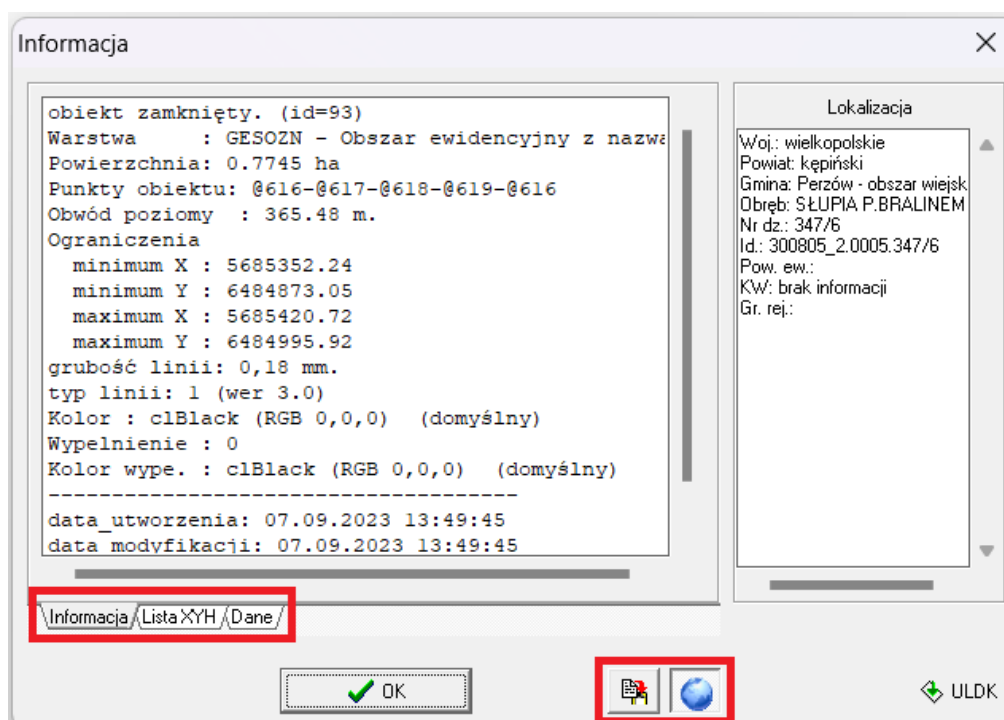 Informacja
obiekt zamknięty. (id=93)
Warstwa     : GESOZN - Obszar ewidencyjny z nazwą
Powierzchnia: 0.7745 ha
Punkty obiektu: @616-@617-@618-@619-@616
Obwód poziomy  : 365.48 m.
Ograniczenia
  minimum X : 5685352.24
  minimum Y : 6484873.05
  maximum X : 5685420.72
  maximum Y : 6484995.92
grubość linii: 0,18 mm.
typ linii: 1 (wer 3.0)
Kolor : clBlack (RGB 0,0,0)  (domyślny)
Wypelnienie : 0
Kolor wype. : clBlack (RGB 0,0,0)  (domyślny)
-------------------------------------
data_utworzenia: 07.09.2023 13:49:45
data modyfikacji: 07.09.2023 13:49:45
Lokalizacja
Woj.: wielkopolskie
Powiat: kępiński
Gmina: Perzów - obszar wiejsk
Obręb: SŁUPIA P.BRALINEM
Nr dz.: 347/6
Id.: 300805_2.0005.347/6
Pow. ew.:
KW: brak informacji
Gr. rej.:
Informacja Lista XYH Dane
OK
ULDK